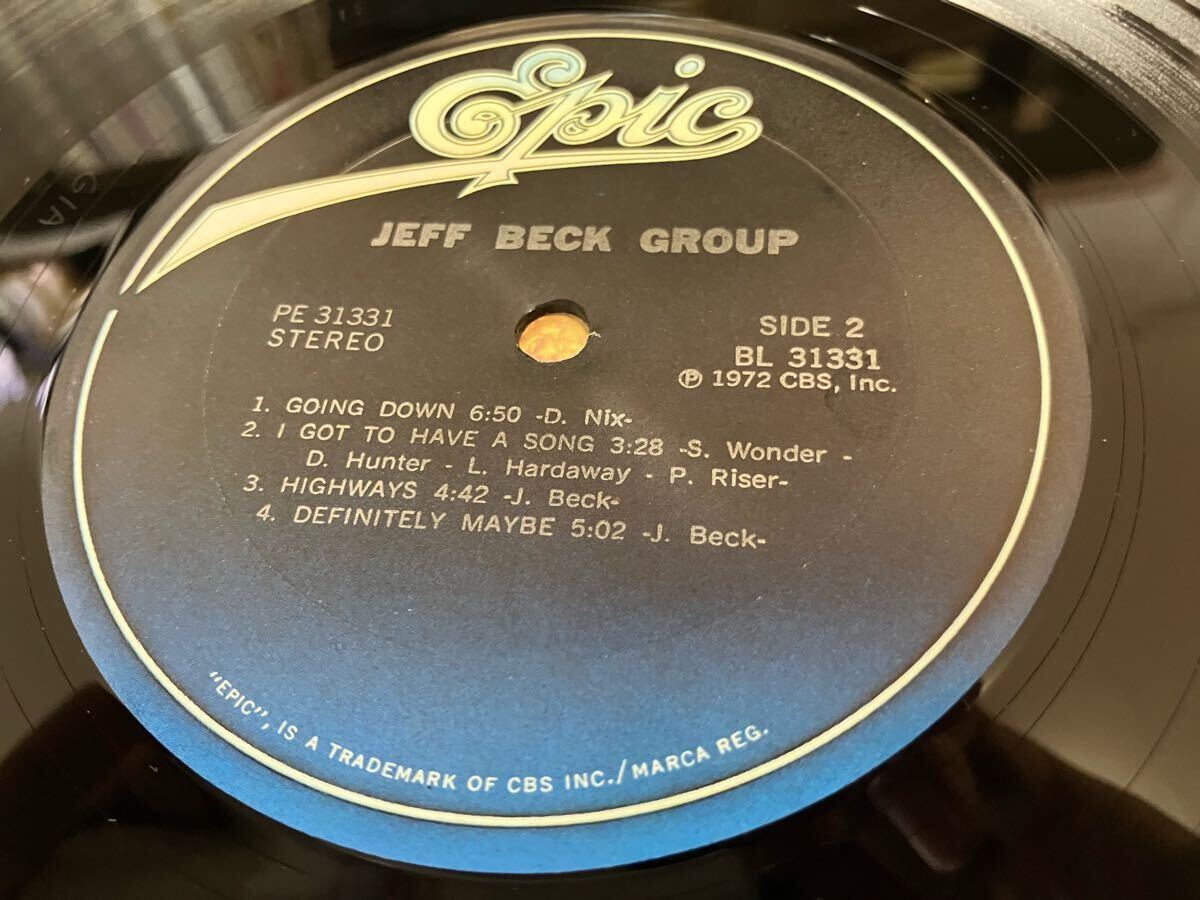 Epic
JEFF BECK GROUP
PE 31331
STEREO
SIDE 2
BL 31331
Ⓟ 1972 CBS, Inc.
1. GOING DOWN 6:50 -D. Nix-
2. I GOT TO HAVE A SONG 3:28 -S. Wonder -
D. Hunter - L. Hardaway - P. Riser-
3. HIGHWAYS 4:42 -J. Beck-
4. DEFINITELY MAYBE 5:02 -J. Beck-
"EPIC", IS A TRADEMARK OF CBS INC./MARCA REG.